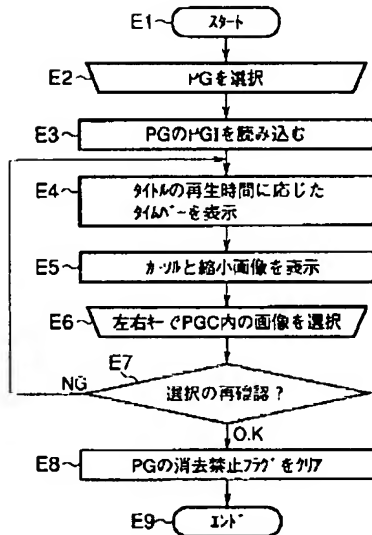 E1 スタート
E2 PGを選択
E3 PGのPGIを読み込む
E4 タイトルの再生時間に応じた
タイムバーを表示
E5 カーソルと縮小画像を表示
E6 左右キーでPGC内の画像を選択
E7
NG 選択の再確認?
O.K
E8 PGの消去禁止フラグをクリア
E9 エンド